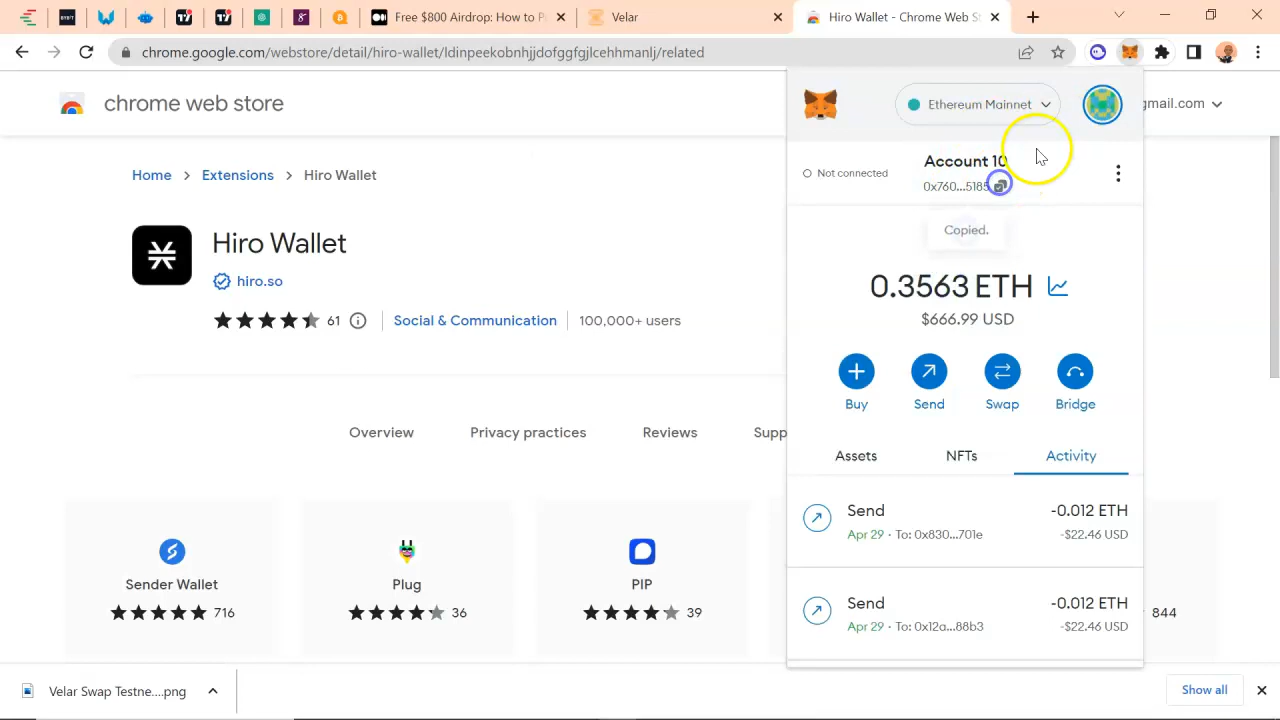 BYBIT
Free $800 Airdrop: How to P
Velar
Hiro Wallet - Chrome Web S
chrome.google.com/webstore/detail/hiro-wallet/ldinpeekobnhjjdofggfgjlcehhmanlj/related
chrome web store
gmail.com
Ethereum Mainnet
Home
Extensions
Hiro Wallet
Not connected
Account 10
0x760...5185
Copied.
Hiro Wallet
hiro.so
61
Social & Communication
100,000+ users
0.3563 ETH
$666.99 USD
Buy
Send
Swap
Bridge
Overview
Privacy practices
Reviews
Supp
Assets
NFTs
Activity
Send
-0.012 ETH
Apr 29 · To: 0x830...701e
-$22.46 USD
Send
-0.012 ETH
Apr 29 · To: 0x12a...88b3
-$22.46 USD
Sender Wallet
716
Plug
36
PIP
39
844
Velar Swap Testne....png
Show all